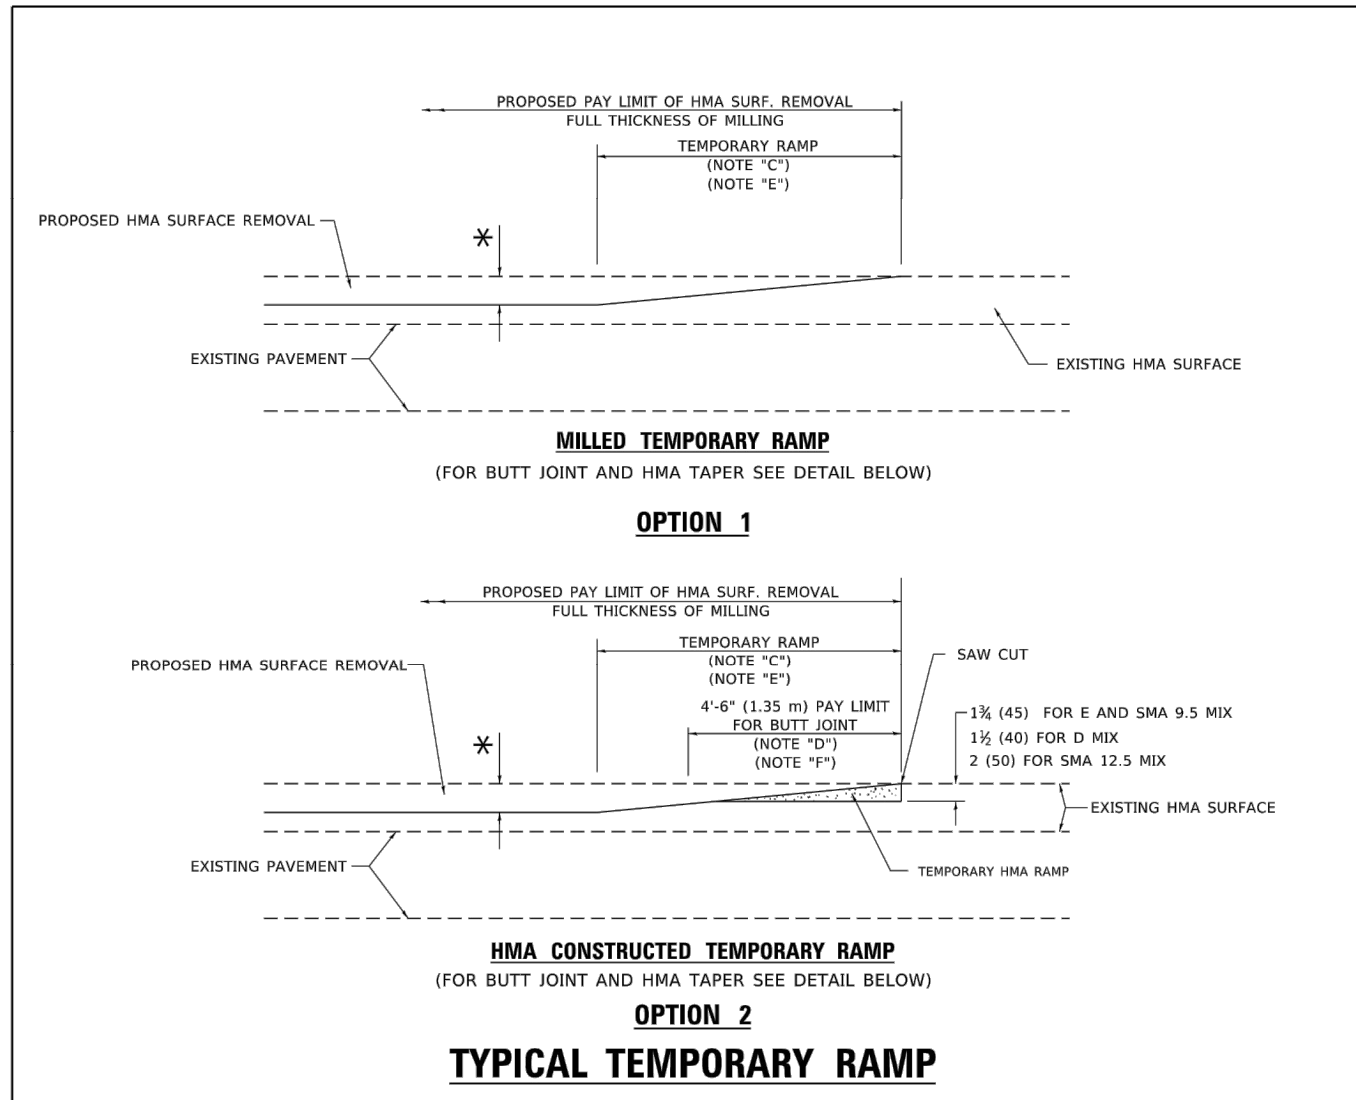 PROPOSED PAY LIMIT OF HMA SURF. REMOVAL
FULL THICKNESS OF MILLING
TEMPORARY RAMP
(NOTE "C")
(NOTE "E")
PROPOSED HMA SURFACE REMOVAL
*
EXISTING PAVEMENT
EXISTING HMA SURFACE
MILLED TEMPORARY RAMP
(FOR BUTT JOINT AND HMA TAPER SEE DETAIL BELOW)
OPTION 1
PROPOSED PAY LIMIT OF HMA SURF. REMOVAL
FULL THICKNESS OF MILLING
TEMPORARY RAMP
(NOTE "C")
(NOTE "E")
PROPOSED HMA SURFACE REMOVAL
SAW CUT
4'-6" (1.35 m) PAY LIMIT
FOR BUTT JOINT
(NOTE "D")
(NOTE "F")
1¾ (45) FOR E AND SMA 9.5 MIX
1½ (40) FOR D MIX
2 (50) FOR SMA 12.5 MIX
*
EXISTING HMA SURFACE
EXISTING PAVEMENT
TEMPORARY HMA RAMP
HMA CONSTRUCTED TEMPORARY RAMP
(FOR BUTT JOINT AND HMA TAPER SEE DETAIL BELOW)
OPTION 2
TYPICAL TEMPORARY RAMP